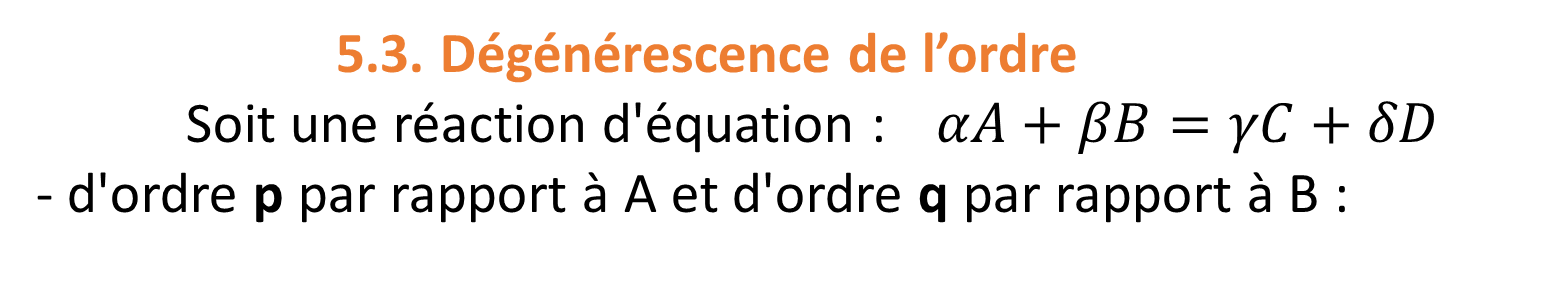 5.3. Dégénérescence de l’ordre
Soit une réaction d'équation : αA + βB = γC + δD
- d'ordre p par rapport à A et d'ordre q par rapport à B :